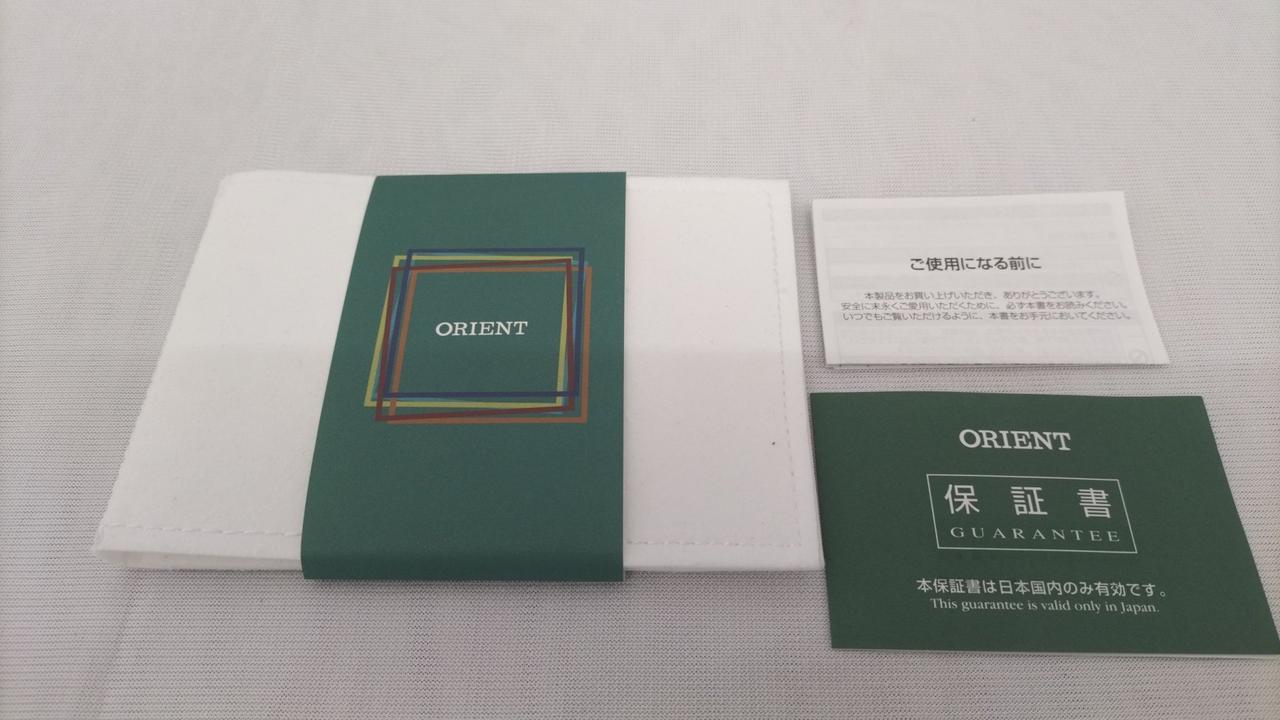 ORIENT
ご使用になる前に
本製品をお買い上げいただき、ありがとうございます。
安全に末永くご愛用いただくために、必ず本書をお読みください。
いつでもご覧いただけるように、本書をお手元においてください。
ORIENT
保証書
GUARANTEE
本保証書は日本国内のみ有効です。
This guarantee is valid only in Japan.